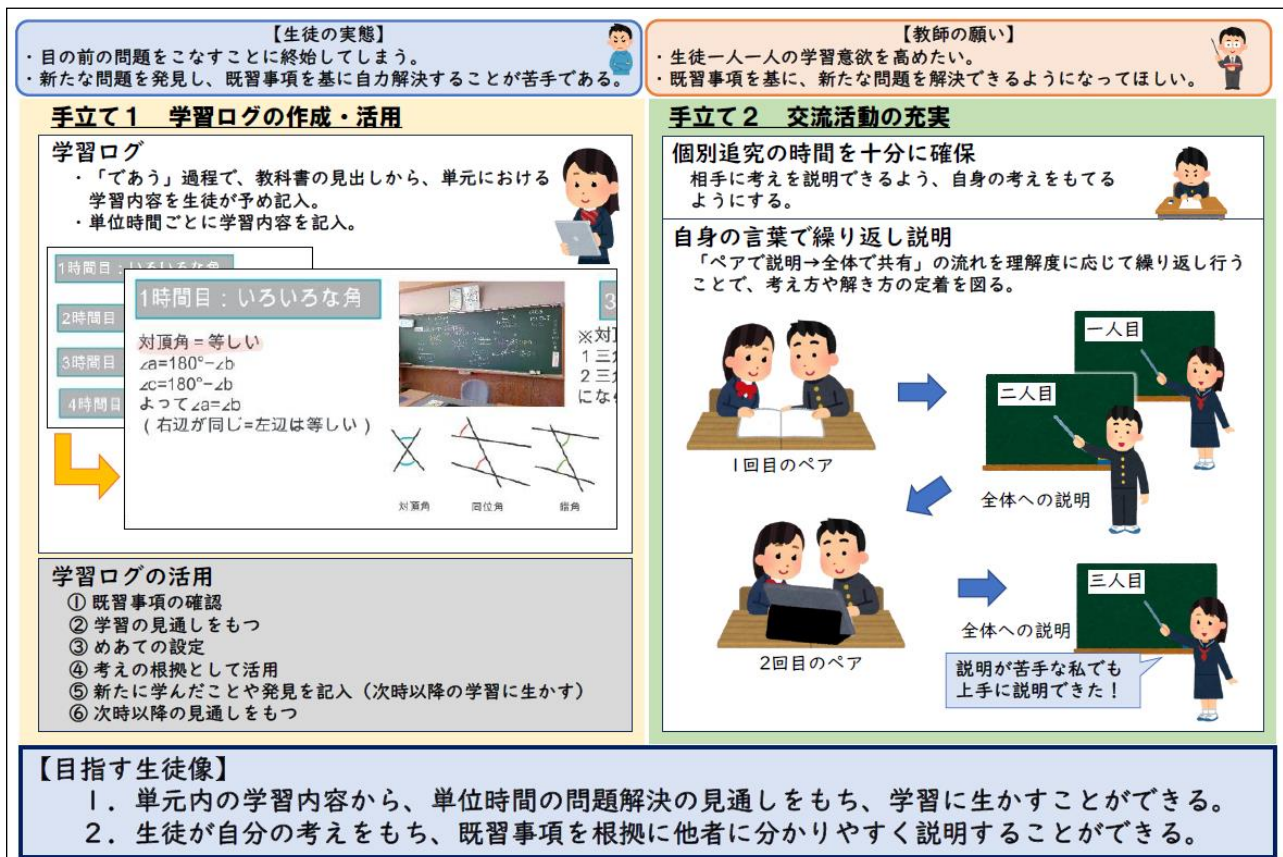 【生徒の実態】
・目の前の問題をこなすことに終始してしまう。
・新たな問題を発見し、既習事項を基に自力解決することが苦手である。
【教師の願い】
・生徒一人一人の学習意欲を高めたい。
・既習事項を基に、新たな問題を解決できるようになってほしい。
手立て1 学習ログの作成・活用
学習ログ
・「であう」過程で、教科書の見出しから、単元における
学習内容を生徒が予め記入。
・単位時間ごとに学習内容を記入。
1時間目：いろいろな角
2時間目
3時間目
4時間目
1時間目：いろいろな角
対頂角＝等しい
∠a=180°-∠b
∠c=180°-∠b
よって∠a=∠b
（右辺が同じ=左辺は等しい）
対頂角
同位角
錯角
3
※対
1三
2三
にな
学習ログの活用
① 既習事項の確認
② 学習の見通しをもつ
③ めあての設定
④ 考えの根拠として活用
⑤ 新たに学んだことや発見を記入（次時以降の学習に生かす）
⑥ 次時以降の見通しをもつ
手立て2 交流活動の充実
個別追究の時間を十分に確保
相手に考えを説明できるよう、自身の考えをもてる
ようにする。
自身の言葉で繰り返し説明
「ペアで説明→全体で共有」の流れを理解度に応じて繰り返し行う
ことで、考え方や解き方の定着を図る。
1回目のペア
一人目
二人目
全体への説明
2回目のペア
三人目
全体への説明
説明が苦手な私でも
上手に説明できた！
【目指す生徒像】
1．単元内の学習内容から、単位時間の問題解決の見通しをもち、学習に生かすことができる。
2．生徒が自分の考えをもち、既習事項を根拠に他者に分かりやすく説明することができる。